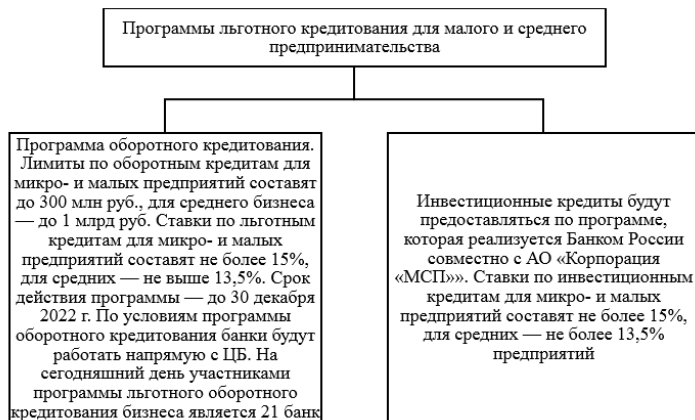 Программы льготного кредитования для малого и среднего
предпринимательства
Программа оборотного кредитования.
Лимиты по оборотным кредитам для
микро- и малых предприятий составят
до 300 млн руб., для среднего бизнеса
— до 1 млрд руб. Ставки по льготным
кредитам для микро- и малых
предприятий составят не более 15%,
для средних — не выше 13,5%. Срок
действия программы — до 30 декабря
2022 г. По условиям программы
оборотного кредитования банки будут
работать напрямую с ЦБ. На
сегодняшний день участниками
программы льготного оборотного
кредитования бизнеса является 21 банк
Инвестиционные кредиты будут
предоставляться по программе,
которая реализуется Банком России
совместно с АО «Корпорация
«МСП»». Ставки по инвестиционным
кредитам для микро- и малых
предприятий составят не более 15%,
для средних — не более 13,5%
предприятий